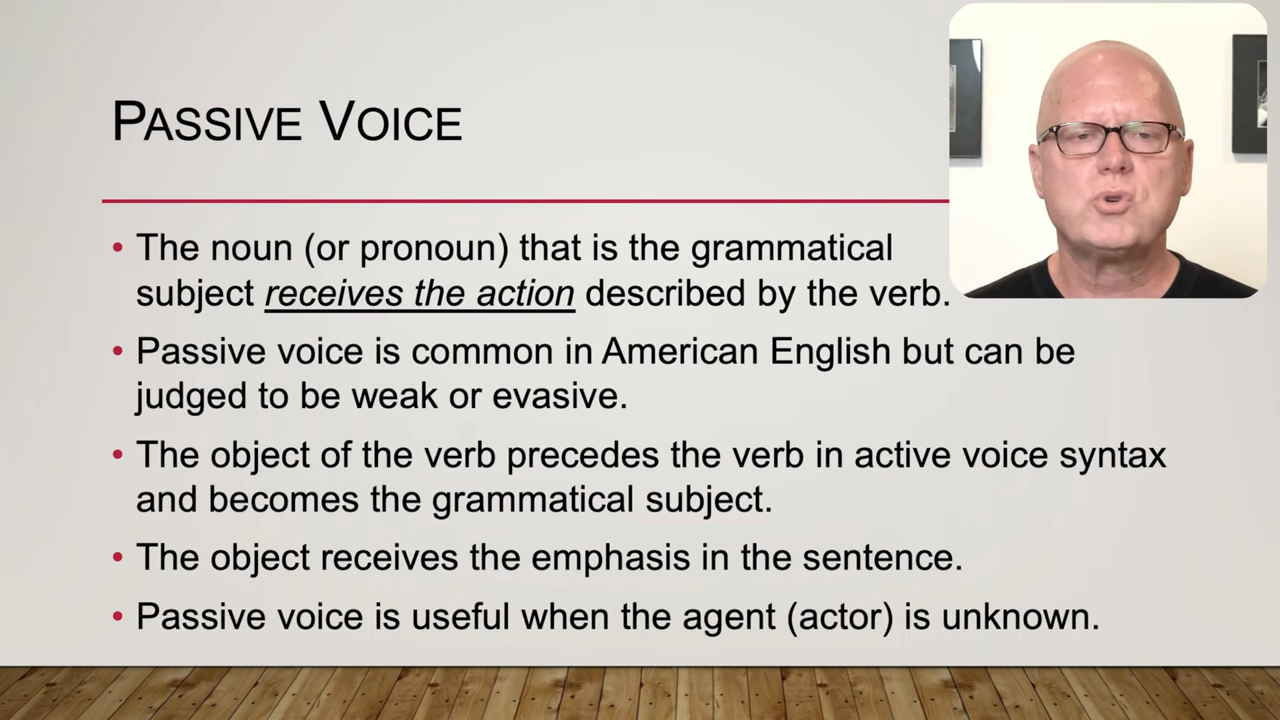 PASSIVE VOICE
• The noun (or pronoun) that is the grammatical
subject receives the action described by the verb.
• Passive voice is common in American English but can be
judged to be weak or evasive.
• The object of the verb precedes the verb in active voice syntax
and becomes the grammatical subject.
• The object receives the emphasis in the sentence.
• Passive voice is useful when the agent (actor) is unknown.